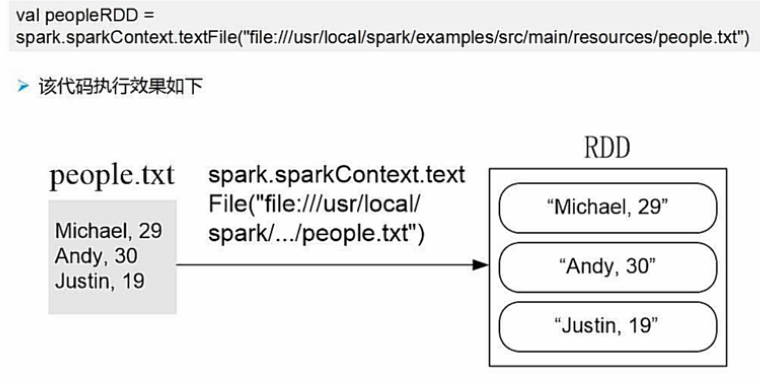 val peopleRDD =
spark.sparkContext.textFile("file:///usr/local/spark/examples/src/main/resources/people.txt")
➢ 该代码执行效果如下
people.txt
Michael, 29
Andy, 30
Justin, 19
spark.sparkContext.text
File("file:///usr/local/
spark/.../people.txt")
RDD
“Michael, 29”
“Andy, 30”
“Justin, 19”